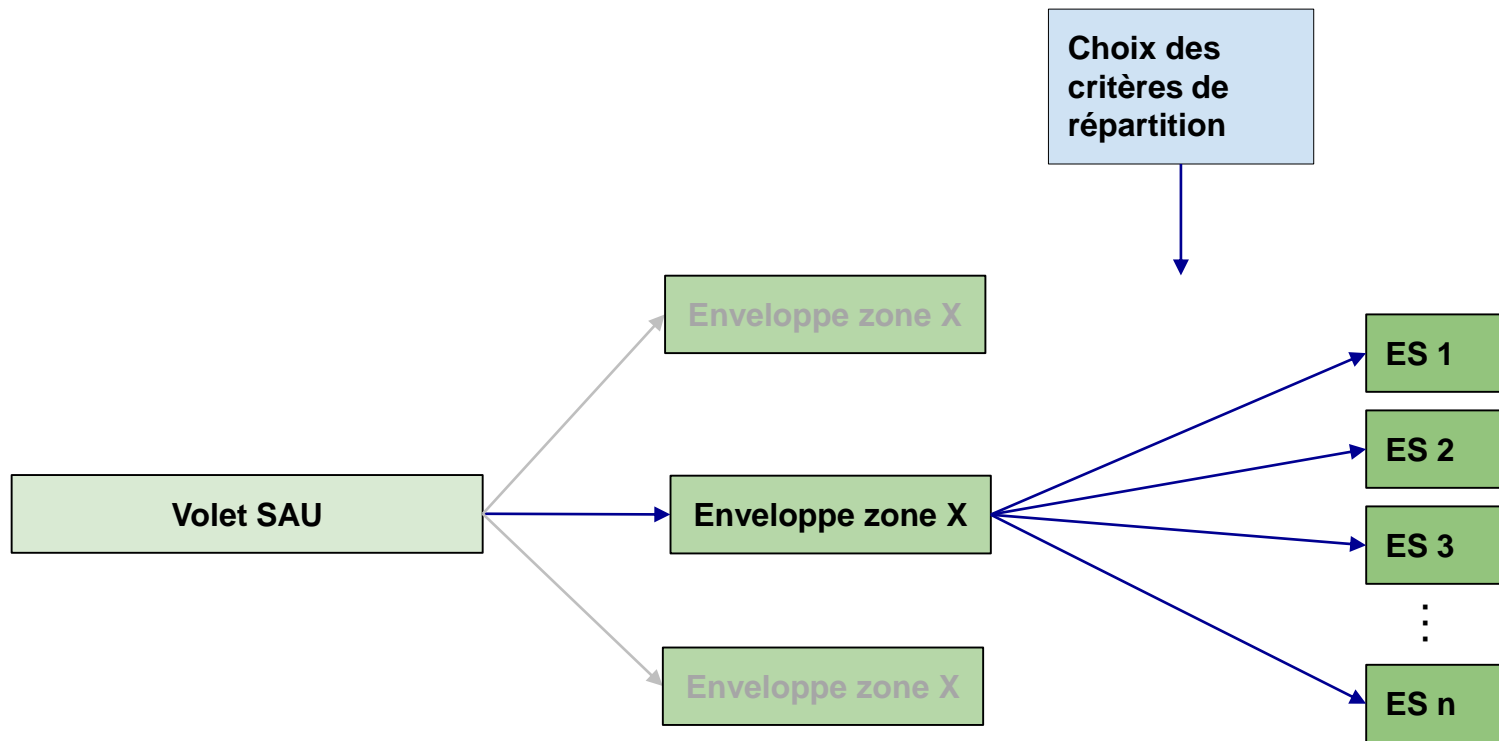 Choix des
critères de
répartition
Enveloppe zone X
ES 1
ES 2
Volet SAU
Enveloppe zone X
ES 3
⋮
Enveloppe zone X
ES n